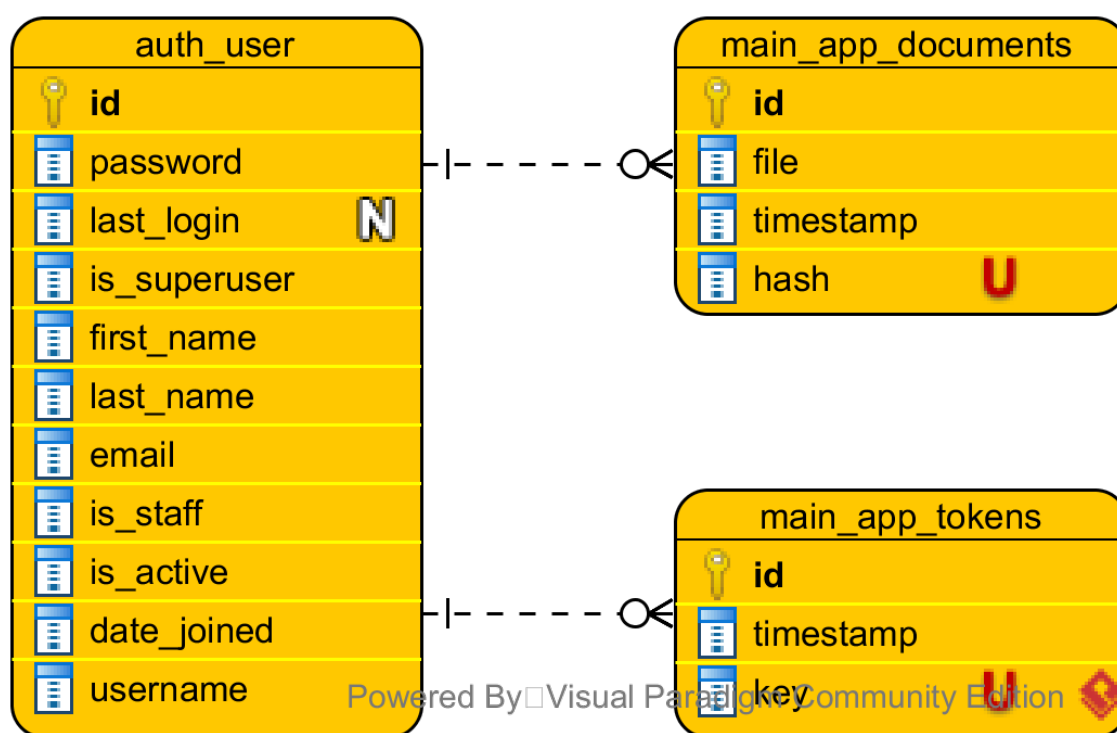 auth_user
id
password
last_login N
is_superuser
first_name
last_name
email
is_staff
is_active
date_joined
username
main_app_documents
id
file
timestamp
hash U
main_app_tokens
id
timestamp
key U
Powered By Visual Paradigm Community Edition